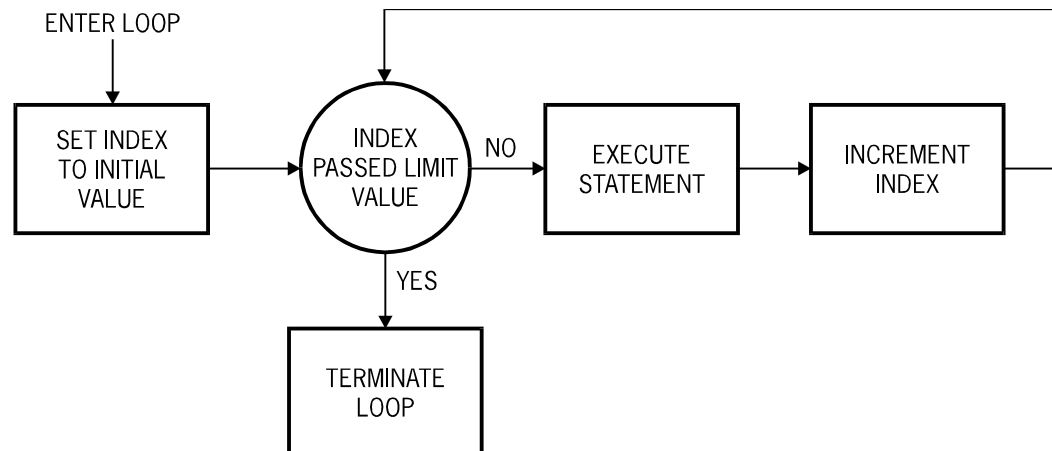 ENTER LOOP
SET INDEX
TO INITIAL
VALUE
INDEX
PASSED LIMIT
VALUE
NO
EXECUTE
STATEMENT
INCREMENT
INDEX
YES
TERMINATE
LOOP